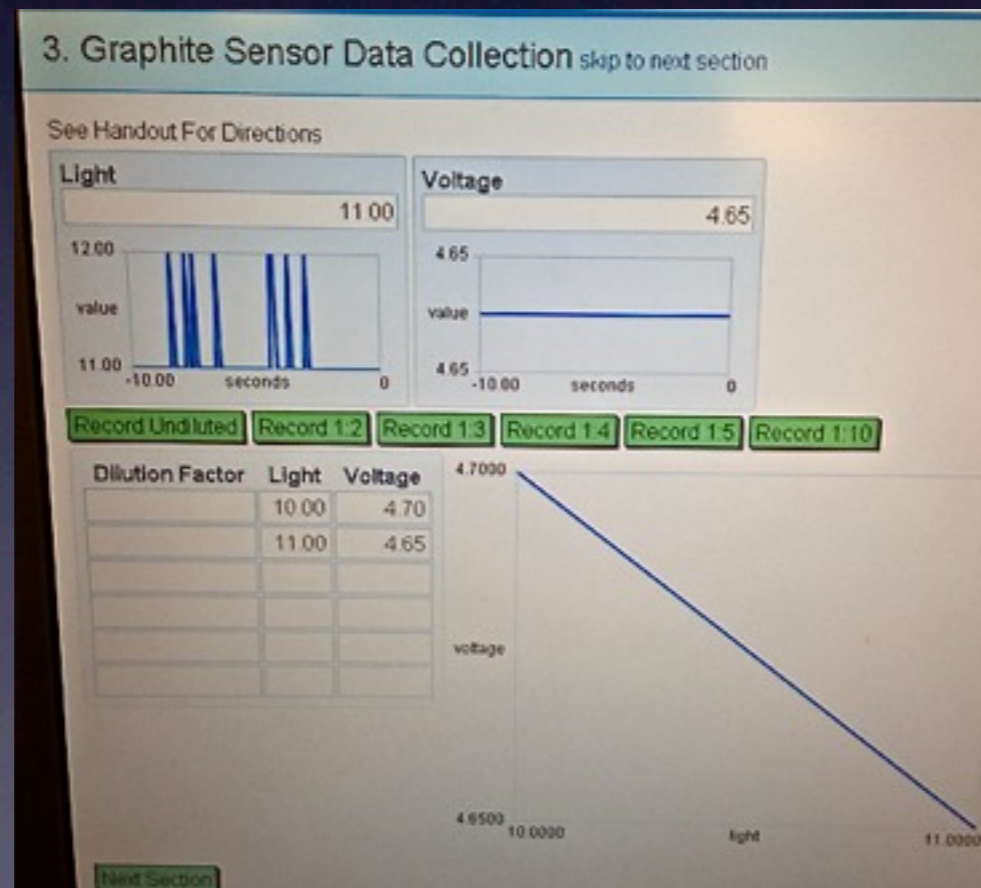 3. Graphite Sensor Data Collection skip to next section
See Handout For Directions
Light
11.00
12.00
value
11.00
-10.00 seconds 0
Voltage
4.65
4.65
value
4.65
-10.00 seconds 0
Record Undiluted Record 1:2 Record 1:3 Record 1:4 Record 1:5 Record 1:10
Dilution Factor Light Voltage
10.00 4.70
11.00 4.65
4.7000
voltage
4.6500
10.0000 light 11.0000
Next Section